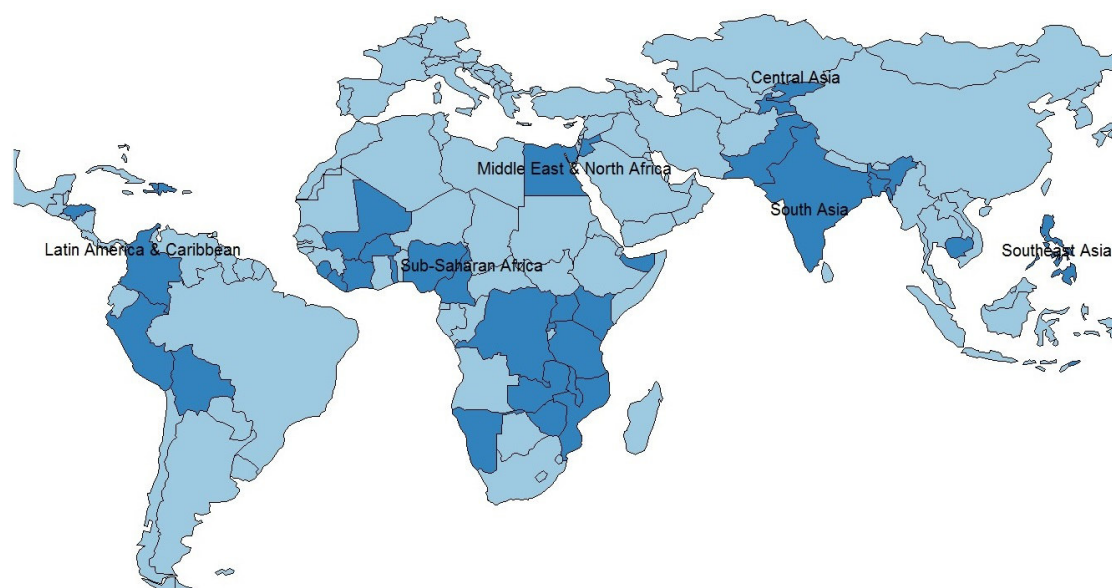 Central Asia
Middle East & North Africa
South Asia
Latin America & Caribbean
Southeast Asia
Sub-Saharan Africa